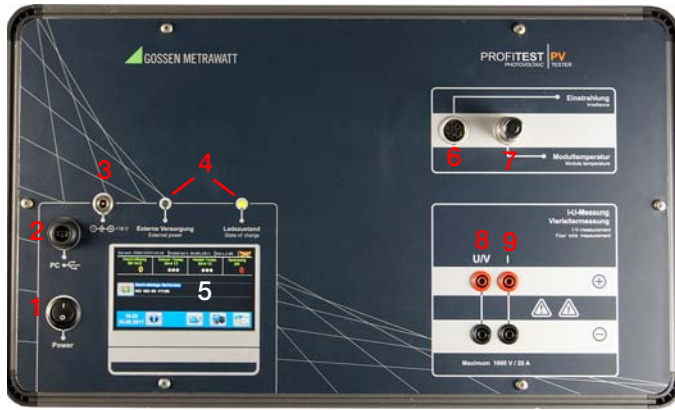 GOSSEN METRAWATT
PROFITEST PV
PHOTOVOLTAIC TESTER
Einstrahlung
Irradiance
6
7
Modultemperatur
Module temperature
3
4
2
Externe Versorgung
External power
Ladezustand
State of charge
PC
5
1
Power
I-U-Messung
Vierleitermessung
I-V-measurement
Four wire measurement
8
9
U/V
I
+
−
Maximum 1000 V / 20 A